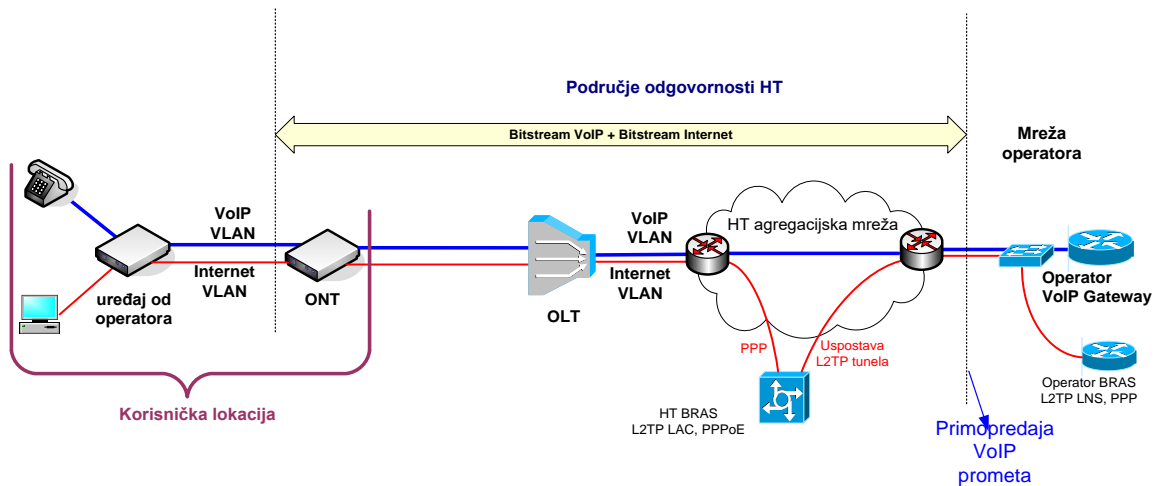 Područje odgovornosti HT
Bitstream VoIP + Bitstream Internet
Mreža
operatora
VoIP
VLAN
Internet
VLAN
uređaj od
operatora
ONT
OLT
VoIP
VLAN
Internet
VLAN
HT agregacijska mreža
Operator
VoIP Gateway
PPP
Uspostava
L2TP tunela
HT BRAS
L2TP LAC, PPPoE
Operator BRAS
L2TP LNS, PPP
Korisnička lokacija
Primopredaja
VoIP
prometa